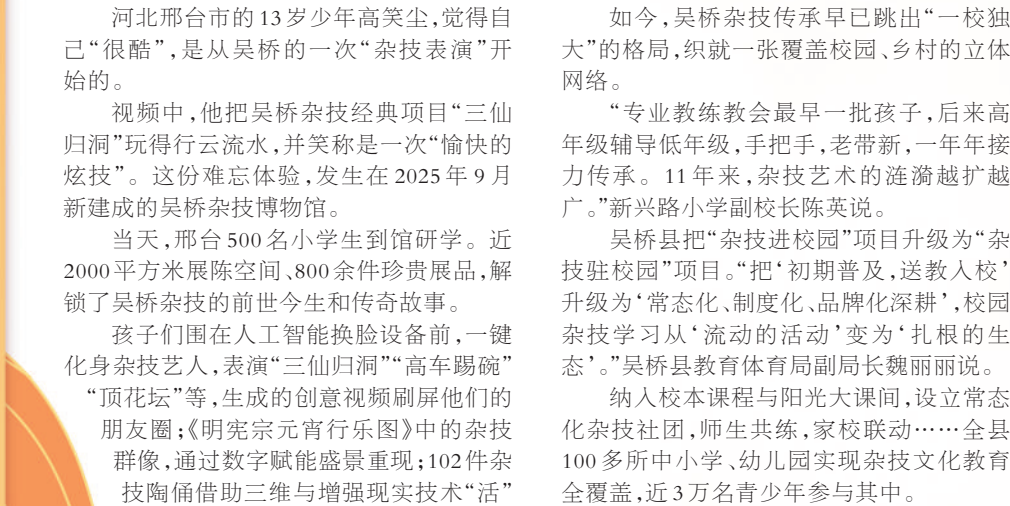 河北邢台市的13岁少年高笑尘,觉得自
己“很酷”,是从吴桥的一次“杂技表演”开
始的。
视频中,他把吴桥杂技经典项目“三仙
归洞”玩得行云流水,并笑称是一次“愉快的
炫技”。这份难忘体验,发生在2025年9月
新建成的吴桥杂技博物馆。
当天,邢台500名小学生到馆研学。近
2000平方米展陈空间、800余件珍贵展品,解
锁了吴桥杂技的前世今生和传奇故事。
孩子们围在人工智能换脸设备前,一键
化身杂技艺人,表演“三仙归洞”“高车踢碗”
“顶花坛”等,生成的创意视频刷屏他们的
朋友圈;《明宪宗元宵行乐图》中的杂技
群像,通过数字赋能盛景重现;102件杂
技陶俑借助三维与增强现实技术“活”
如今,吴桥杂技传承早已跳出“一校独
大”的格局,织就一张覆盖校园、乡村的立体
网络。
“专业教练教会最早一批孩子,后来高
年级辅导低年级,手把手,老带新,一年年接
力传承。11年来,杂技艺术的涟漪越扩越
广。”新兴路小学副校长陈英说。
吴桥县把“杂技进校园”项目升级为“杂
技驻校园”项目。“把‘初期普及,送教入校’
升级为‘常态化、制度化、品牌化深耕’,校园
杂技学习从‘流动的活动’变为‘扎根的生
态’。”吴桥县教育体育局副局长魏丽丽说。
纳入校本课程与阳光大课间,设立常态
化杂技社团,师生共练,家校联动……全县
100多所中小学、幼儿园实现杂技文化教育
全覆盖,近3万名青少年参与其中。